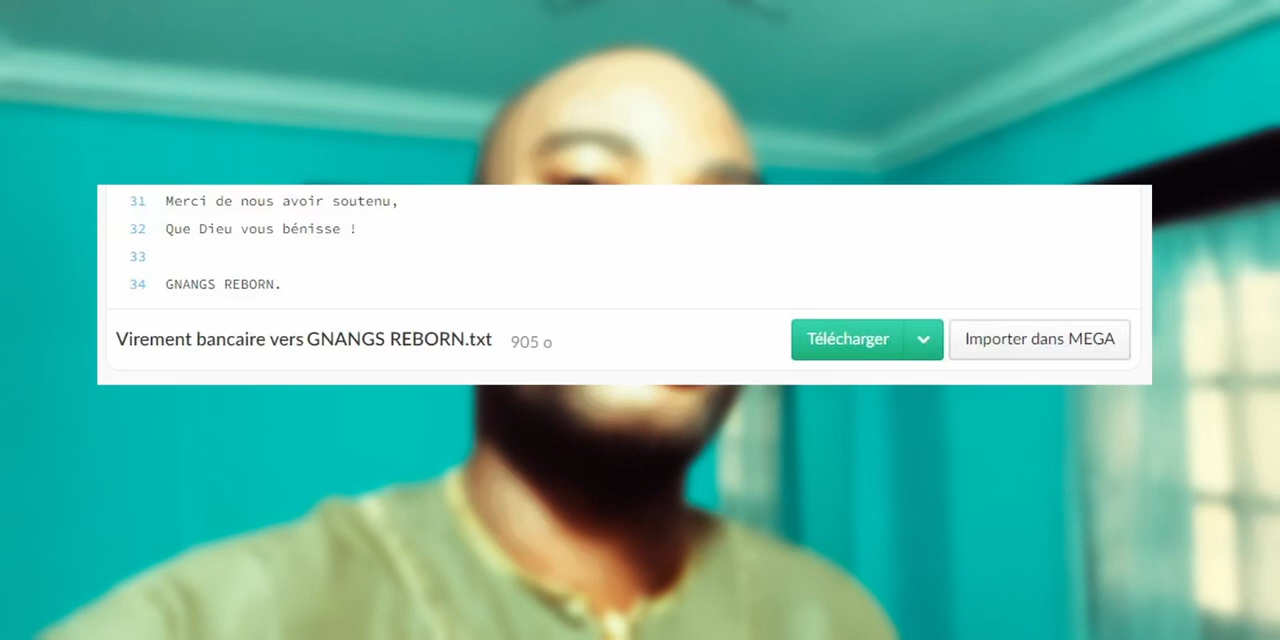 31 Merci de nous avoir soutenu,
32 Que Dieu vous bénisse !
33
34 GNANGS REBORN.
Virement bancaire vers GNANGS REBORN.txt 905 o Télécharger Importer dans MEGA